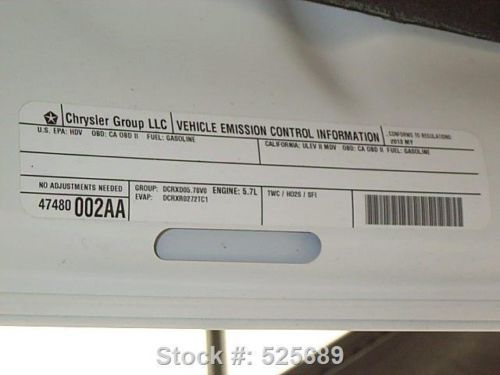 Chrysler Group LLC VEHICLE EMISSION CONTROL INFORMATION CONFORMS TO REGULATIONS:
2013 MY
U.S. EPA: HDV OBD: CA OBD II FUEL: GASOLINE
CALIFORNIA: ULEV II MDV OBD: CA OBD II FUEL: GASOLINE
NO ADJUSTMENTS NEEDED GROUP: DCRXD05.78V0 ENGINE: 5.7L TWC / HO2S / SFI
EVAP: DCRXR0272TC1
47480 002AA
Stock #: 525689